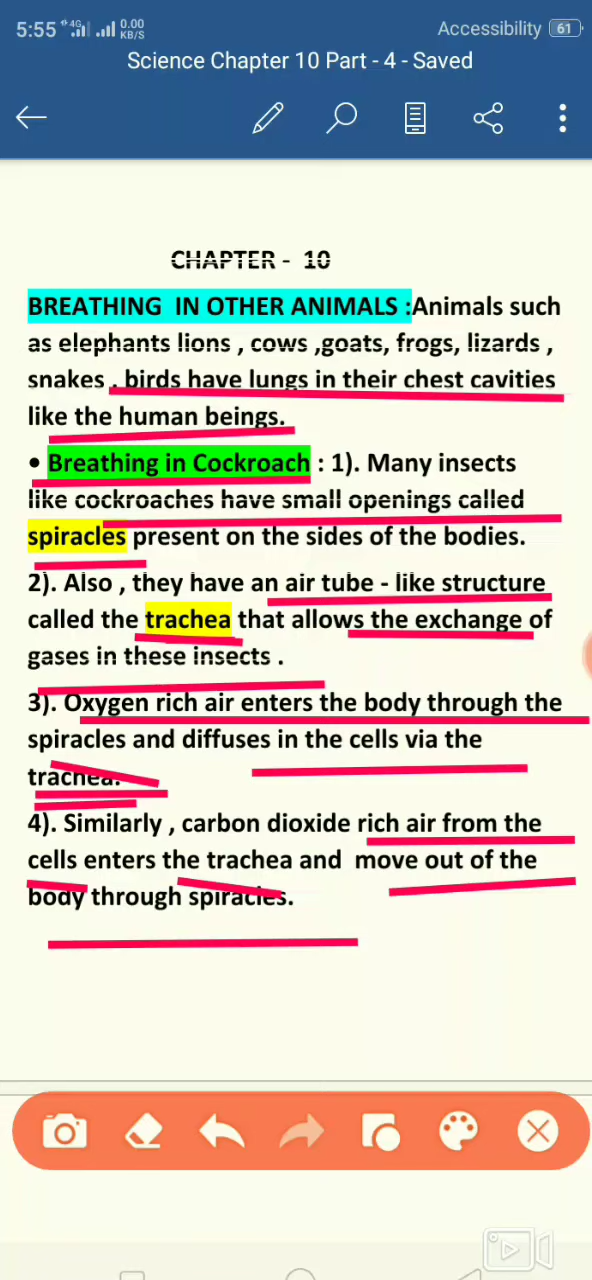 5:55 4G 0.00 KB/S Accessibility 61
Science Chapter 10 Part - 4 - Saved
CHAPTER - 10
BREATHING IN OTHER ANIMALS :Animals such
as elephants lions , cows ,goats, frogs, lizards ,
snakes , birds have lungs in their chest cavities
like the human beings.
• Breathing in Cockroach : 1). Many insects
like cockroaches have small openings called
spiracles present on the sides of the bodies.
2). Also , they have an air tube - like structure
called the trachea that allows the exchange of
gases in these insects .
3). Oxygen rich air enters the body through the
spiracles and diffuses in the cells via the
trachea.
4). Similarly , carbon dioxide rich air from the
cells enters the trachea and move out of the
body through spiracles.